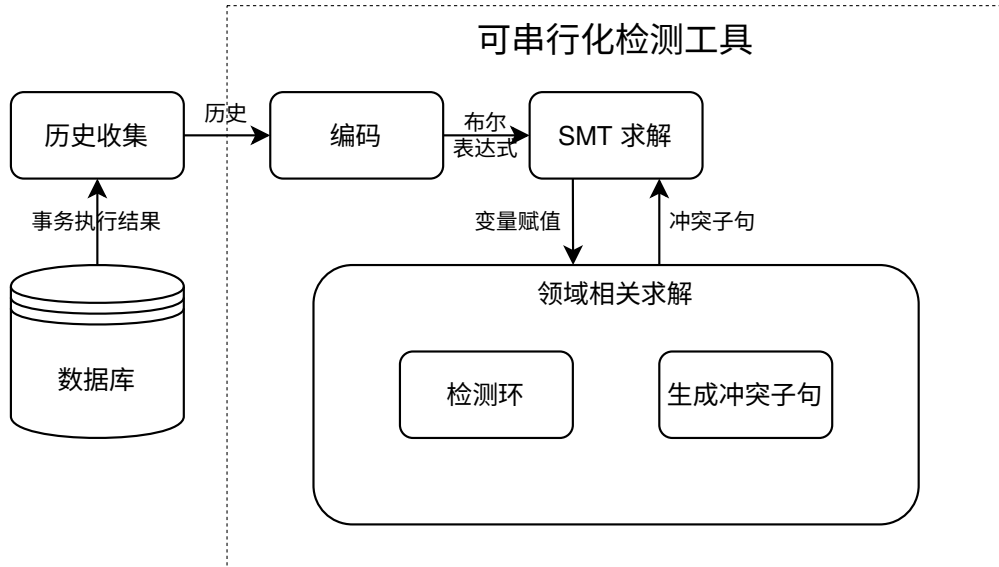 可串行化检测工具
历史收集
历史
编码
布尔
表达式
SMT 求解
事务执行结果
变量赋值
冲突子句
数据库
领域相关求解
检测环
生成冲突子句